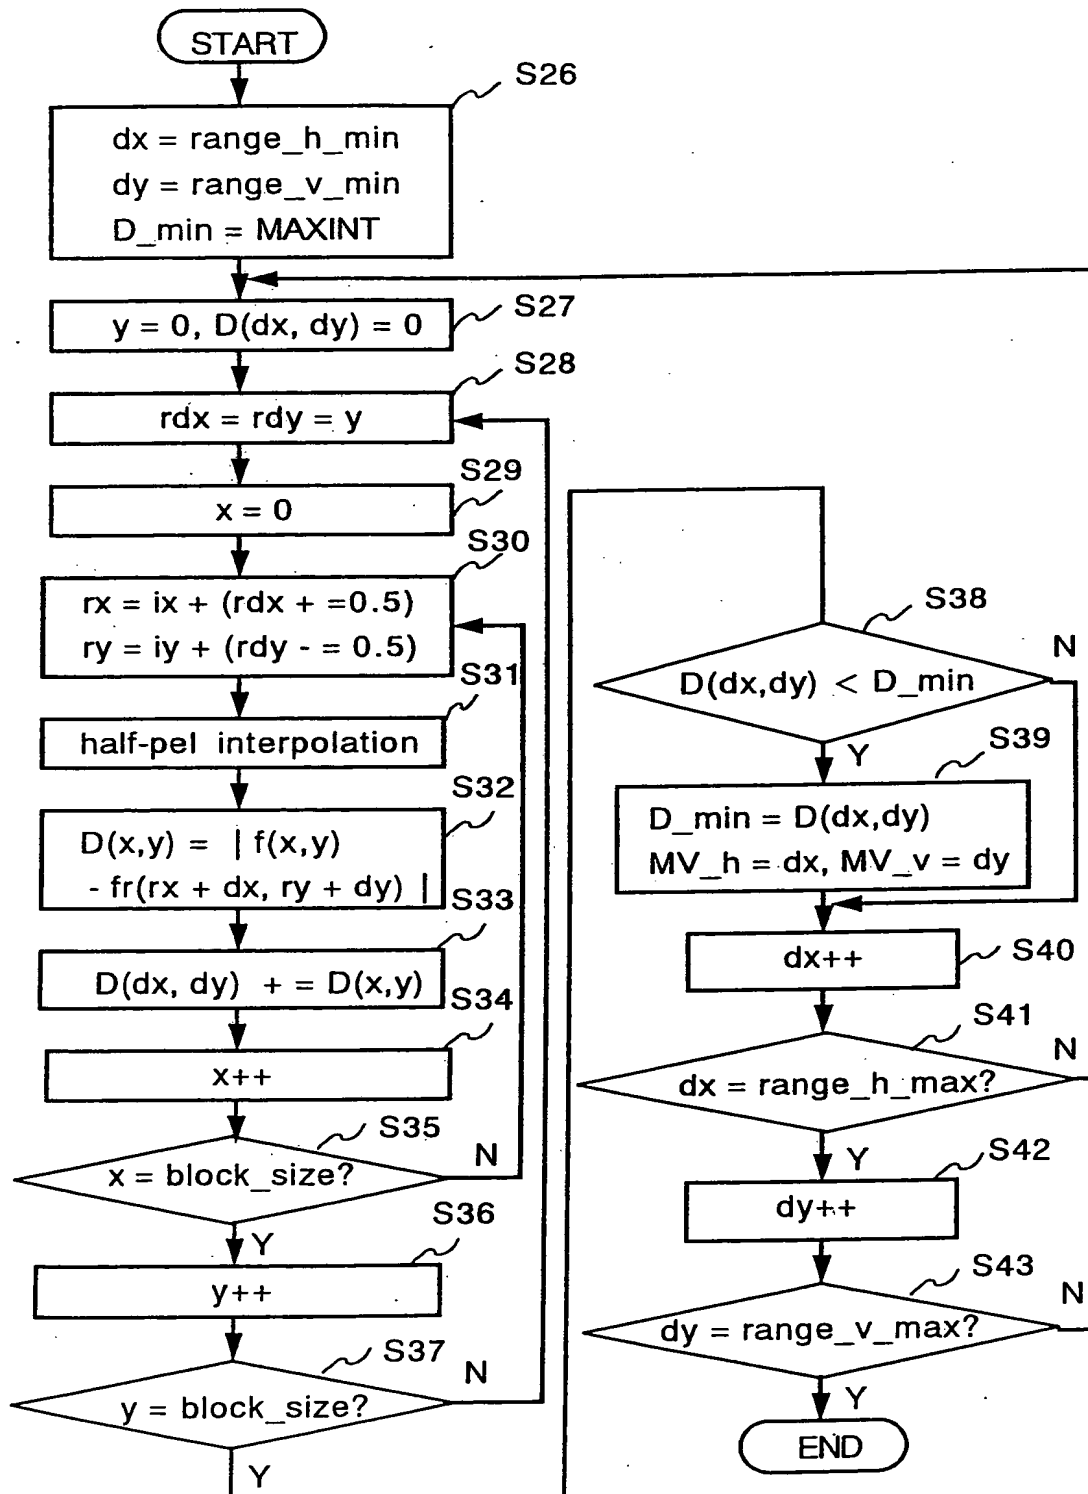 START
S26
dx = range_h_min
dy = range_v_min
D_min = MAXINT
S27
y = 0, D(dx, dy) = 0
S28
rdx = rdy = y
S29
x = 0
S30
rx = ix + (rdx + =0.5)
ry = iy + (rdy - = 0.5)
S31
half-pel interpolation
S32
D(x,y) = | f(x,y)
- fr(rx + dx, ry + dy) |
S33
D(dx, dy) + = D(x,y)
S34
x++
S35
x = block_size?
N
Y
S36
y++
S37
y = block_size?
N
Y
S38
D(dx,dy) < D_min
N
Y
S39
D_min = D(dx,dy)
MV_h = dx, MV_v = dy
dx++
S40
S41
dx = range_h_max?
N
Y
S42
dy++
S43
dy = range_v_max?
N
Y
END